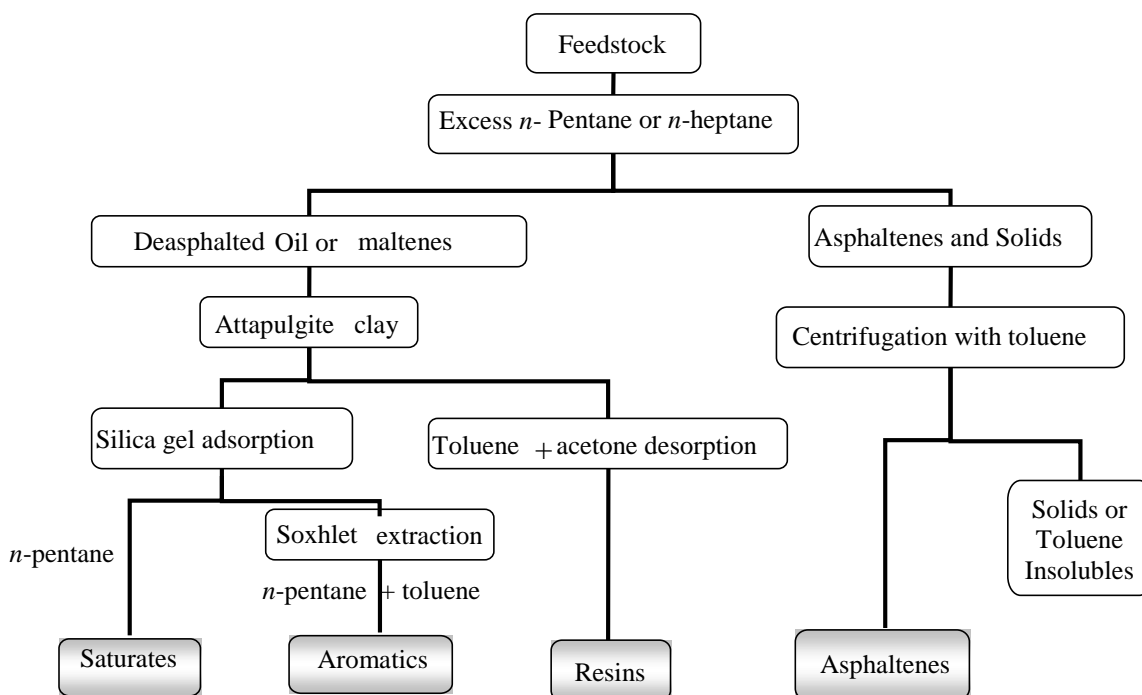 Feedstock
Excess n- Pentane or n-heptane
Deasphalted Oil or maltenes
Asphaltenes and Solids
Attapulgite clay
Centrifugation with toluene
Silica gel adsorption
Toluene + acetone desorption
Solids or
Toluene
Insolubles
Soxhlet extraction
n-pentane
n-pentane + toluene
Saturates
Aromatics
Resins
Asphaltenes